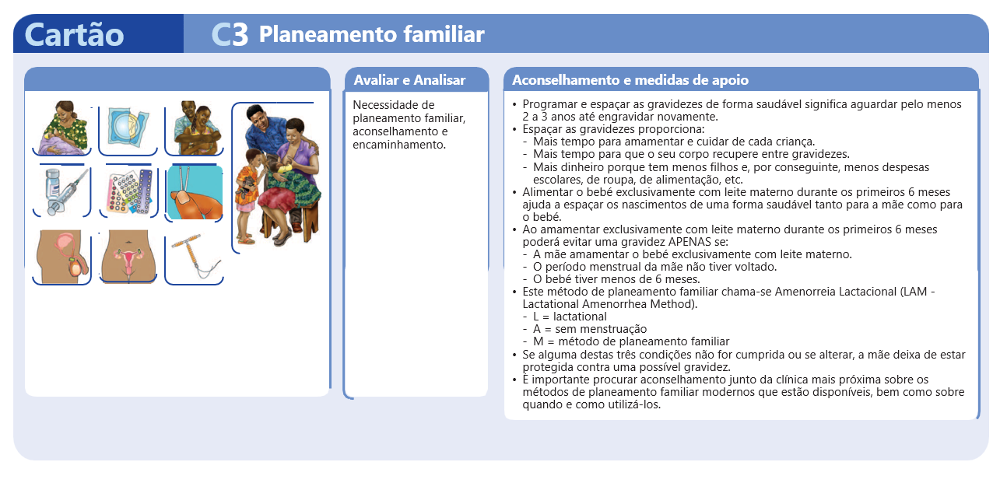 Cartão
C3 Planeamento familiar
Avaliar e Analisar
Necessidade de
planeamento familiar,
aconselhamento e
encaminhamento.
Aconselhamento e medidas de apoio
• Programar e espaçar as gravidezes de forma saudável significa aguardar pelo menos
2 a 3 anos até engravidar novamente.
• Espaçar as gravidezes proporciona:
- Mais tempo para amamentar e cuidar de cada criança.
- Mais tempo para que o seu corpo recupere entre gravidezes.
- Mais dinheiro porque tem menos filhos e, por conseguinte, menos despesas
escolares, de roupa, de alimentação, etc.
• Alimentar o bebé exclusivamente com leite materno durante os primeiros 6 meses
ajuda a espaçar os nascimentos de uma forma saudável tanto para a mãe como para
o bebé.
• Ao amamentar exclusivamente com leite materno durante os primeiros 6 meses
poderá evitar uma gravidez APENAS se:
- A mãe amamentar o bebé exclusivamente com leite materno.
- O período menstrual da mãe não tiver voltado.
- O bebé tiver menos de 6 meses.
• Este método de planeamento familiar chama-se Amenorreia Lactacional (LAM -
Lactational Amenorrhea Method).
- L = lactational
- A = sem menstruação
- M = método de planeamento familiar
• Se alguma destas três condições não for cumprida ou se alterar, a mãe deixa de estar
protegida contra uma possível gravidez.
• É importante procurar aconselhamento junto da clínica mais próxima sobre os
métodos de planeamento familiar modernos que estão disponíveis, bem como sobre
quando e como utilizá-los.